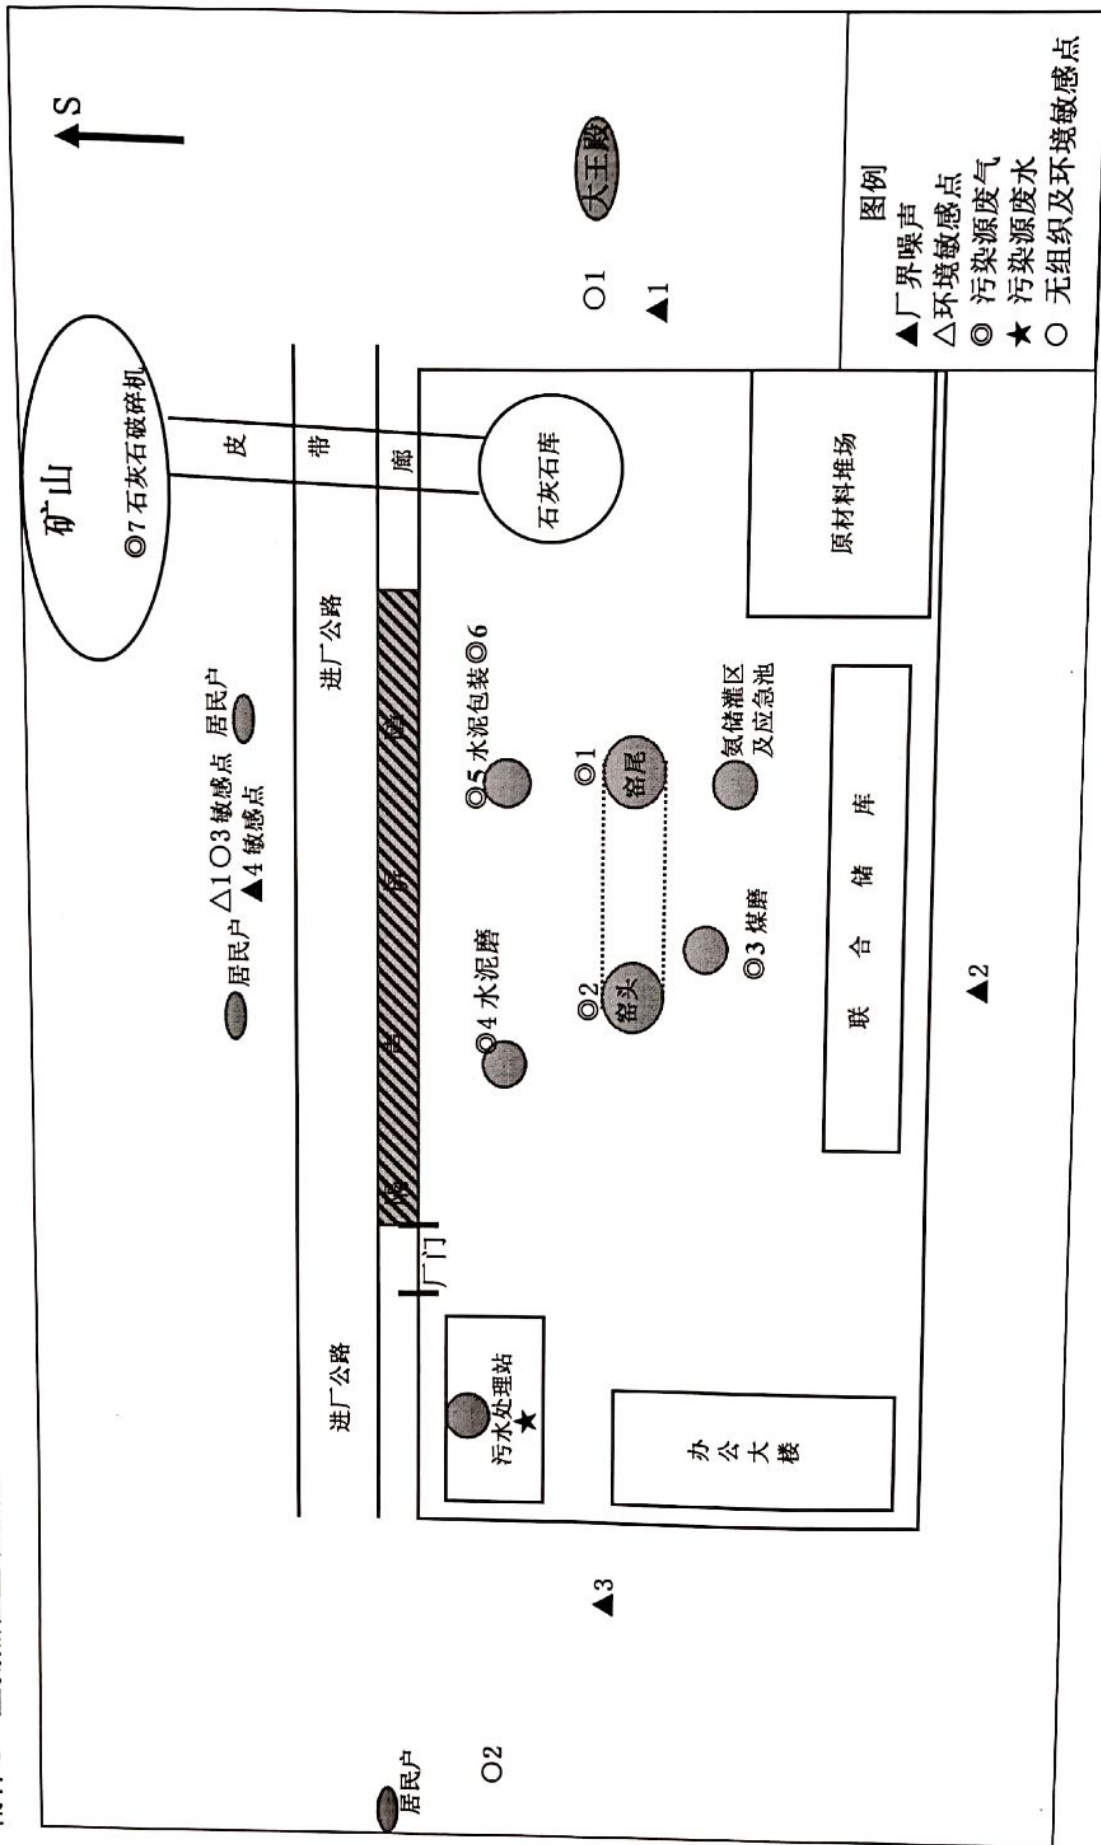 矿山
◎7石灰石破碎机
▲S
△1○3敏感点
▲4敏感点
居民户
居民户
皮带廊
进厂公路
进厂公路
隔声屏障
厂门
石灰石库
◎5水泥包装◎6
◎4水泥磨
◎1
窑尾
◎2
窑头
◎3煤磨
氨储灌区
及应急池
污水处理站
★
办公大楼
联合储库
原材料堆场
大王殿
○1
▲1
▲2
▲3
居民户
○2
图例
▲厂界噪声
△环境敏感点
◎ 污染源废气
★ 污染源废水
○ 无组织及环境敏感点